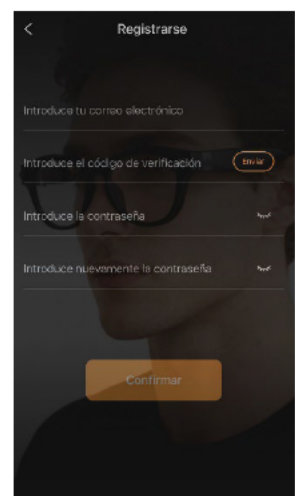 Registrarse
Introduce tu correo electrónico
Introduce el código de verificación
Enviar
Introduce la contraseña
Introduce nuevamente la contraseña
Confirmar